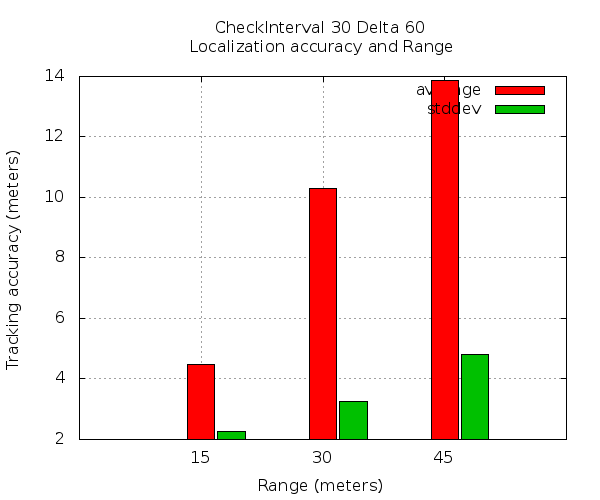 CheckInterval 30 Delta 60
Localization accuracy and Range
14
12
10
8
6
4
2
Tracking accuracy (meters)
average
stddev
15 30 45
Range (meters)